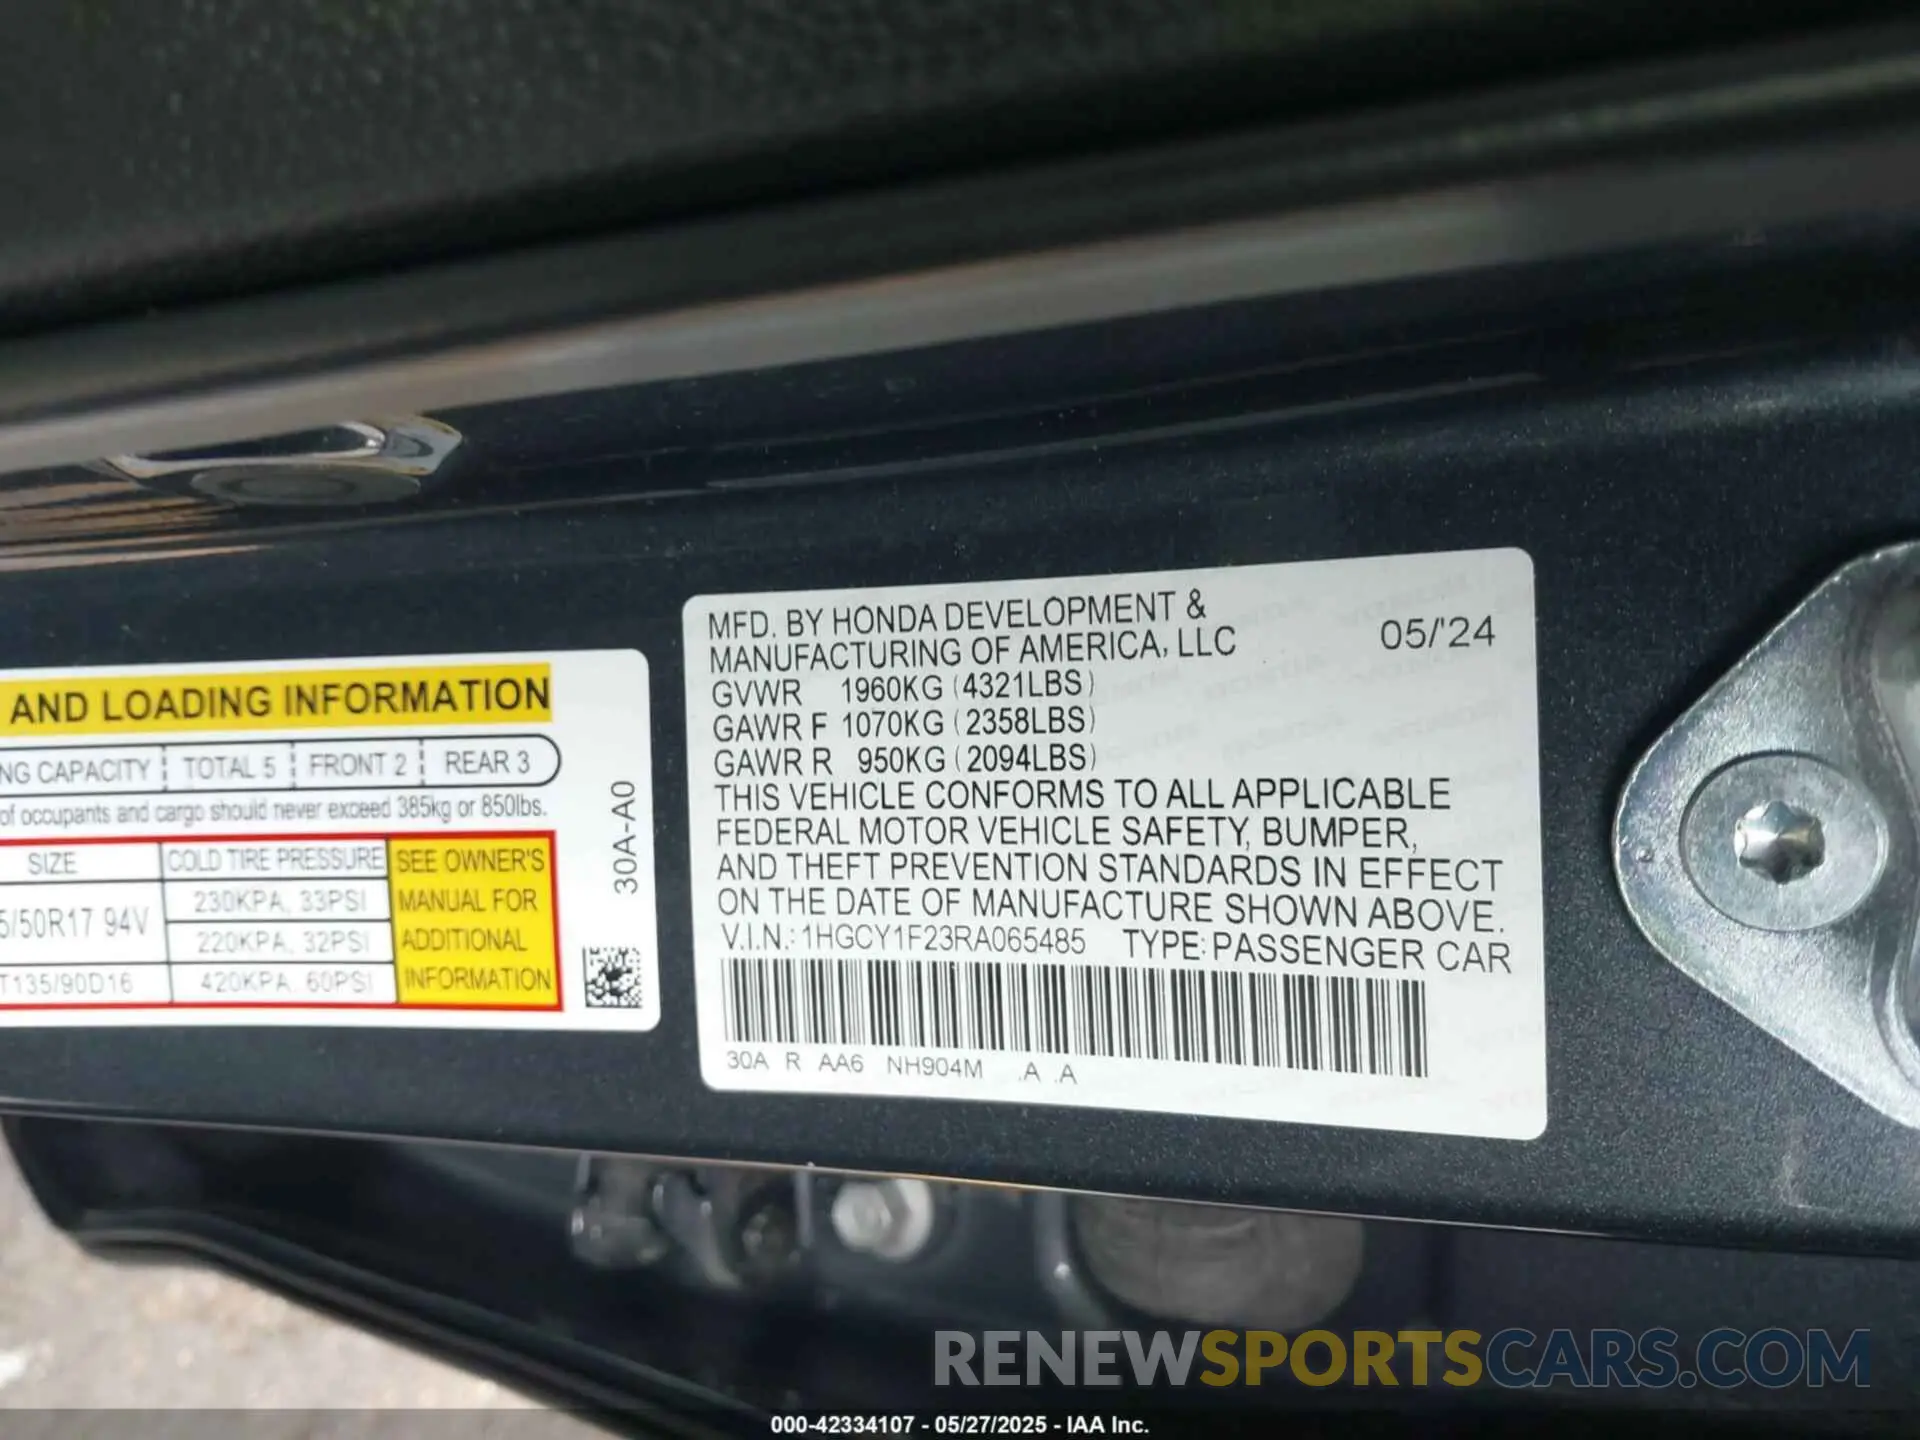 AND LOADING INFORMATION
NG CAPACITY TOTAL 5 FRONT 2 REAR 3
of occupants and cargo should never exceed 385kg or 850lbs.
SIZE COLD TIRE PRESSURE SEE OWNER'S
MANUAL FOR
ADDITIONAL
INFORMATION
5/50R17 94V 230KPA, 33PSI
220KPA, 32PSI
T135/90D16 420KPA, 60PSI
30A-A0
MFD. BY HONDA DEVELOPMENT &
MANUFACTURING OF AMERICA, LLC 05/'24
GVWR 1960KG (4321LBS)
GAWR F 1070KG (2358LBS)
GAWR R 950KG (2094LBS)
THIS VEHICLE CONFORMS TO ALL APPLICABLE
FEDERAL MOTOR VEHICLE SAFETY, BUMPER,
AND THEFT PREVENTION STANDARDS IN EFFECT
ON THE DATE OF MANUFACTURE SHOWN ABOVE.
V.I.N.: 1HGCY1F23RA065485 TYPE: PASSENGER CAR
30A R AA6 NH904M .A .A
RENEWSPORTSCARS.COM
000-42334107 - 05/27/2025 - IAA Inc.